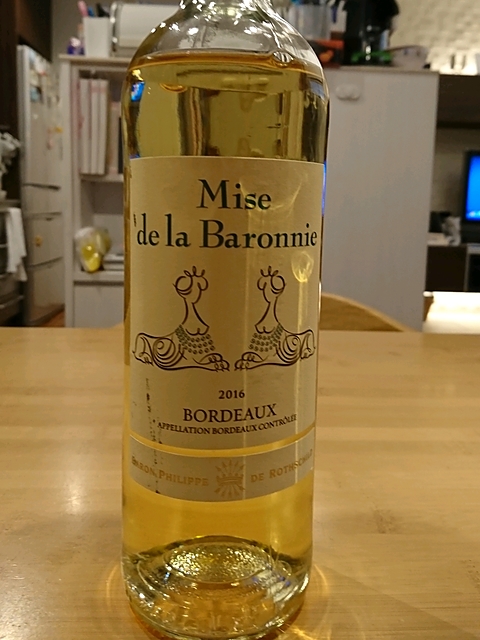 Mise
de la Baronnie
2016
BORDEAUX
APPELLATION BORDEAUX CONTRÔLÉE
BARON PHILIPPE DE ROTHSCHILD